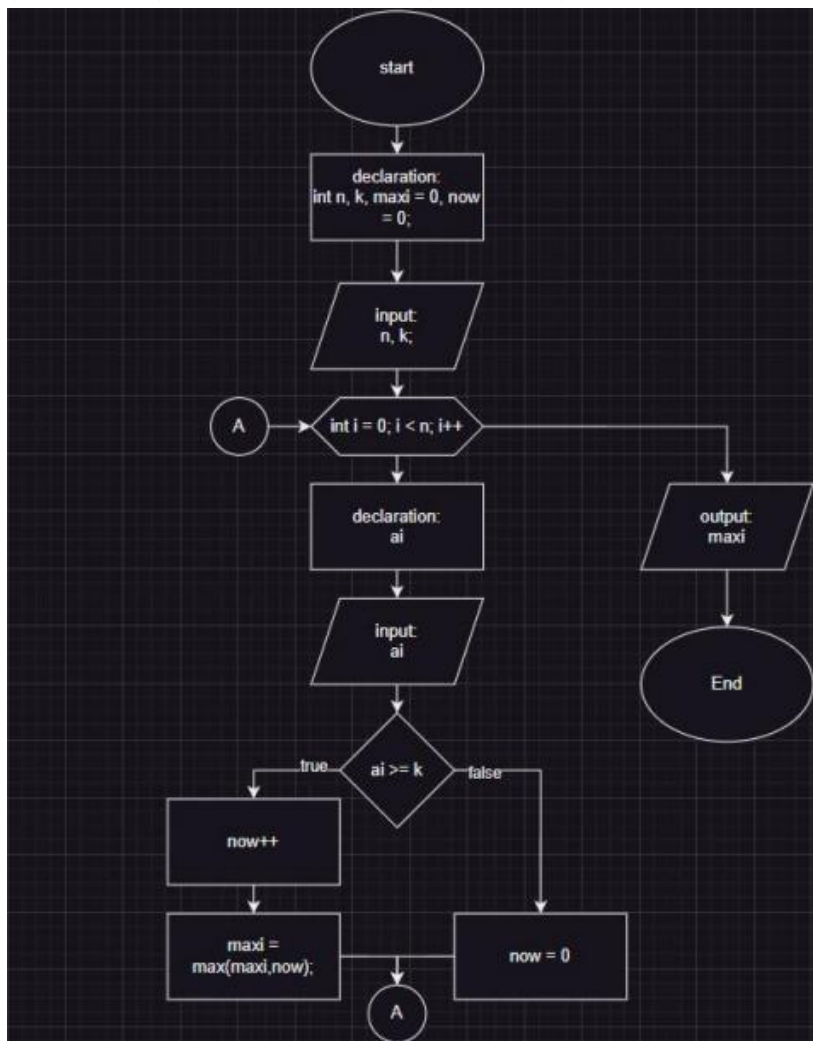 start
declaration:
int n, k, maxi = 0, now
= 0;
input:
n, k;
A
int i = 0; i < n; i++
declaration:
ai
output:
maxi
input:
ai
End
true
ai >= k
false
now++
maxi =
max(maxi,now);
now = 0
A